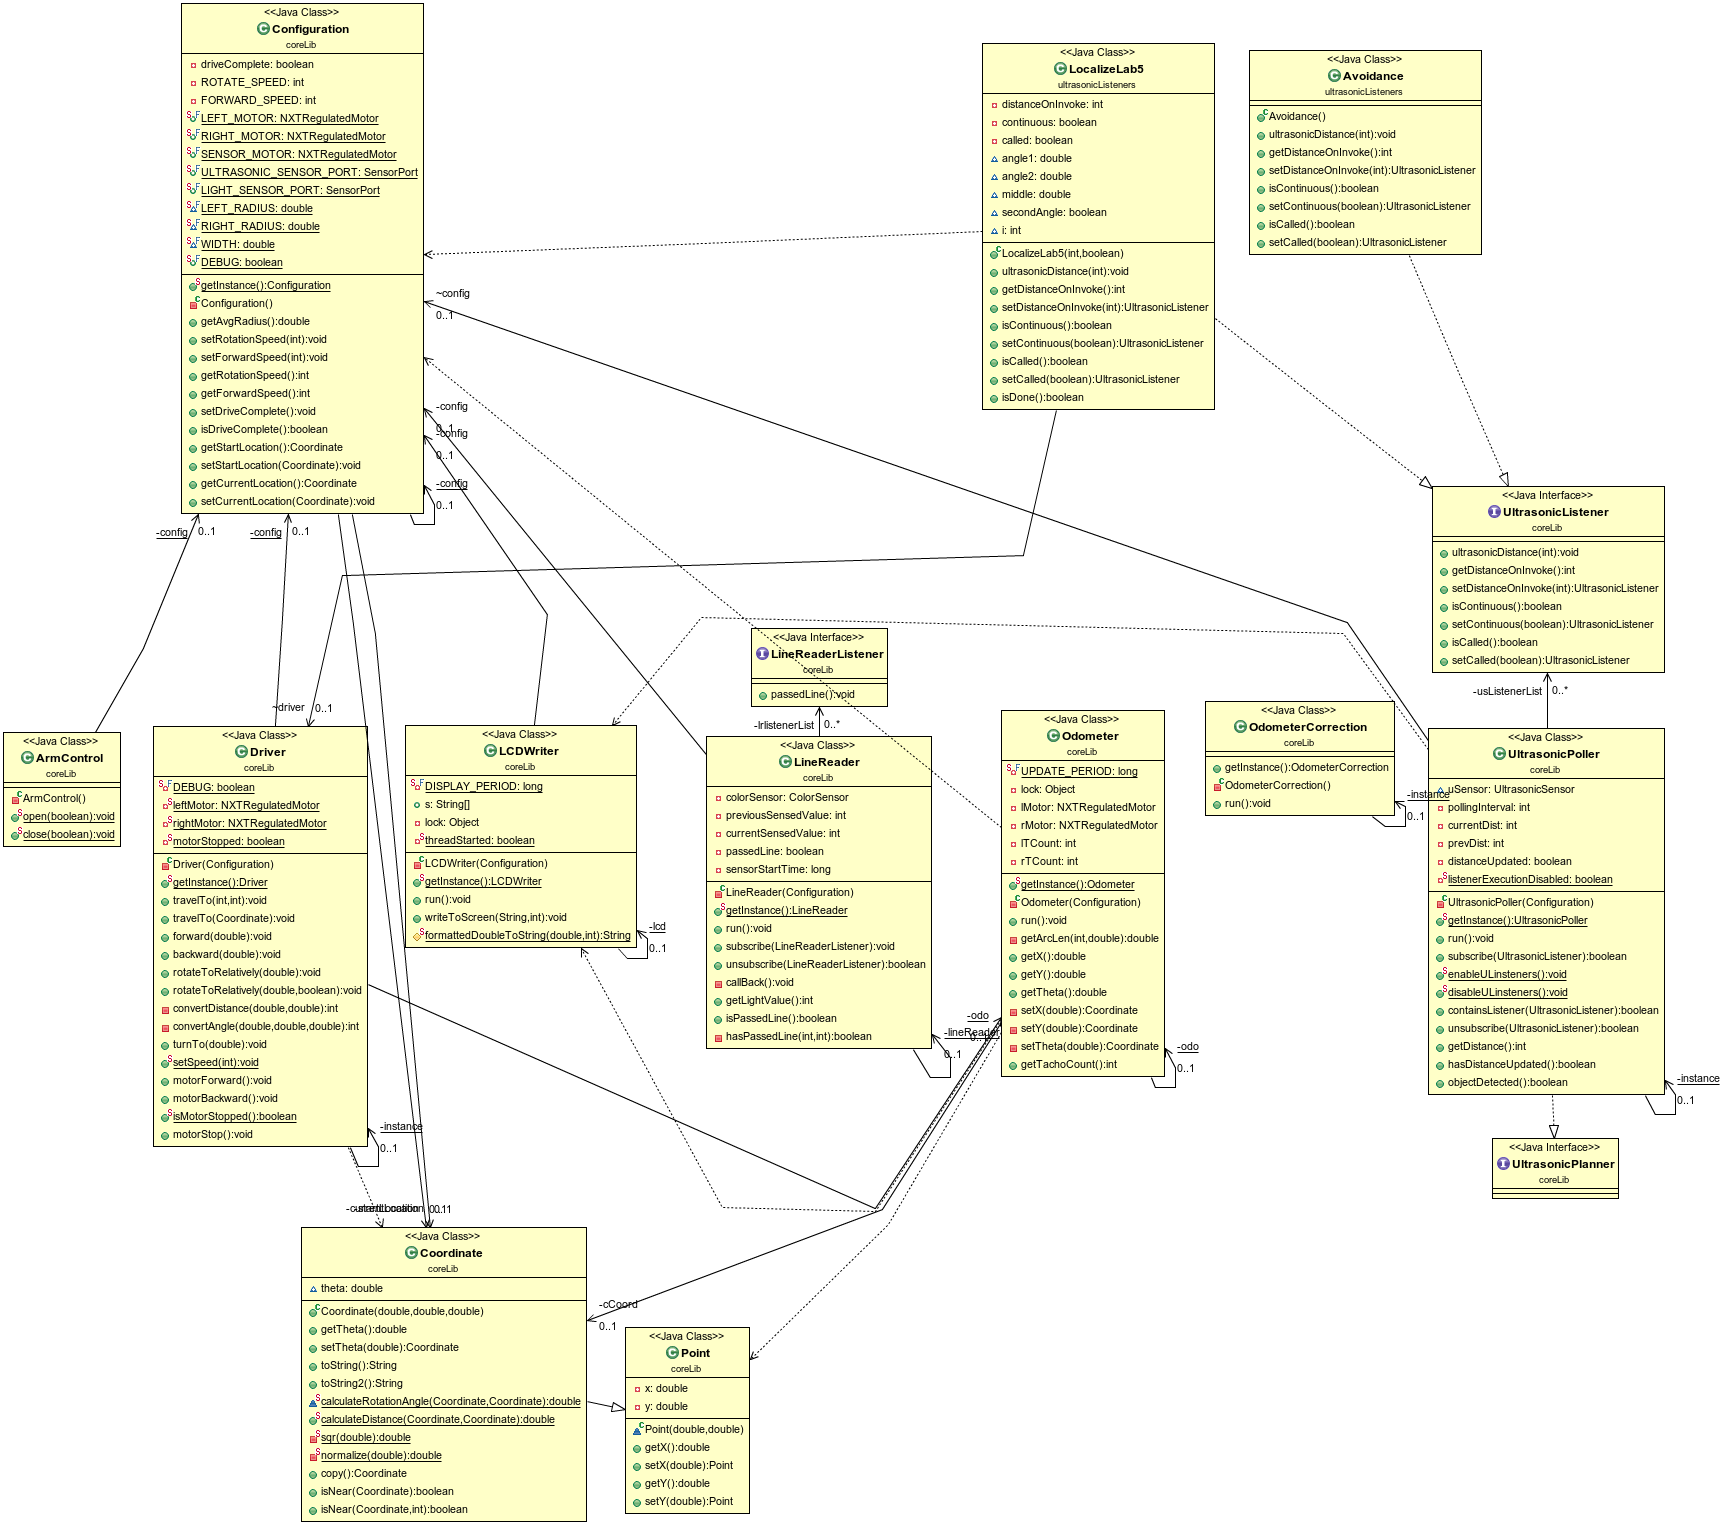 <<Java Class>>
Configuration
coreLib
driveComplete: boolean
ROTATE_SPEED: int
FORWARD_SPEED: int
LEFT_MOTOR: NXTRegulatedMotor
RIGHT_MOTOR: NXTRegulatedMotor
SENSOR_MOTOR: NXTRegulatedMotor
ULTRASONIC_SENSOR_PORT: SensorPort
LIGHT_SENSOR_PORT: SensorPort
LEFT_RADIUS: double
RIGHT_RADIUS: double
WIDTH: double
DEBUG: boolean
getInstance():Configuration
Configuration()
getAvgRadius():double
setRotationSpeed(int):void
setForwardSpeed(int):void
getRotationSpeed():int
getForwardSpeed():int
setDriveComplete():void
isDriveComplete():boolean
getStartLocation():Coordinate
setStartLocation(Coordinate):void
getCurrentLocation():Coordinate
setCurrentLocation(Coordinate):void
<<Java Class>>
LocalizeLab5
ultrasonicListeners
distanceOnInvoke: int
continuous: boolean
called: boolean
angle1: double
angle2: double
middle: double
secondAngle: boolean
i: int
LocalizeLab5(int,boolean)
ultrasonicDistance(int):void
getDistanceOnInvoke():int
setDistanceOnInvoke(int):UltrasonicListener
isContinuous():boolean
setContinuous(boolean):UltrasonicListener
isCalled():boolean
setCalled(boolean):UltrasonicListener
isDone():boolean
<<Java Class>>
Avoidance
ultrasonicListeners
Avoidance()
ultrasonicDistance(int):void
getDistanceOnInvoke():int
setDistanceOnInvoke(int):UltrasonicListener
isContinuous():boolean
setContinuous(boolean):UltrasonicListener
isCalled():boolean
setCalled(boolean):UltrasonicListener
~config
0..1
-config
0..1
-config
0..1
-config
0..1
-config
0..1
-config
0..1
<<Java Interface>>
UltrasonicListener
coreLib
ultrasonicDistance(int):void
getDistanceOnInvoke():int
setDistanceOnInvoke(int):UltrasonicListener
isContinuous():boolean
setContinuous(boolean):UltrasonicListener
isCalled():boolean
setCalled(boolean):UltrasonicListener
<<Java Interface>>
LineReaderListener
coreLib
passedLine():void
-usListenerList
0..*
~driver
0..1
-lrlistenerList
0..*
<<Java Class>>
ArmControl
coreLib
ArmControl()
open(boolean):void
close(boolean):void
<<Java Class>>
Driver
coreLib
DEBUG: boolean
leftMotor: NXTRegulatedMotor
rightMotor: NXTRegulatedMotor
motorStopped: boolean
Driver(Configuration)
getInstance():Driver
travelTo(int,int):void
travelTo(Coordinate):void
forward(double):void
backward(double):void
rotateToRelatively(double):void
rotateToRelatively(double,boolean):void
convertDistance(double,double):int
convertAngle(double,double,double):int
turnTo(double):void
setSpeed(int):void
motorForward():void
motorBackward():void
isMotorStopped():boolean
motorStop():void
-instance
0..1
<<Java Class>>
LCDWriter
coreLib
DISPLAY_PERIOD: long
s: String[]
lock: Object
threadStarted: boolean
LCDWriter(Configuration)
getInstance():LCDWriter
run():void
writeToScreen(String,int):void
formattedDoubleToString(double,int):String
-lcd
0..1
<<Java Class>>
LineReader
coreLib
colorSensor: ColorSensor
previousSensedValue: int
currentSensedValue: int
passedLine: boolean
sensorStartTime: long
LineReader(Configuration)
getInstance():LineReader
run():void
subscribe(LineReaderListener):void
unsubscribe(LineReaderListener):boolean
callBack():void
getLightValue():int
isPassedLine():boolean
hasPassedLine(int,int):boolean
-lineReader
0..1
<<Java Class>>
Odometer
coreLib
UPDATE_PERIOD: long
lock: Object
lMotor: NXTRegulatedMotor
rMotor: NXTRegulatedMotor
lTCount: int
rTCount: int
getInstance():Odometer
Odometer(Configuration)
run():void
getArcLen(int,double):double
getX():double
getY():double
getTheta():double
setX(double):Coordinate
setY(double):Coordinate
setTheta(double):Coordinate
getTachoCount():int
-odo
0..1
-odo
0..1
<<Java Class>>
OdometerCorrection
coreLib
getInstance():OdometerCorrection
OdometerCorrection()
run():void
-instance
0..1
<<Java Class>>
UltrasonicPoller
coreLib
uSensor: UltrasonicSensor
pollingInterval: int
currentDist: int
prevDist: int
distanceUpdated: boolean
listenerExecutionDisabled: boolean
UltrasonicPoller(Configuration)
getInstance():UltrasonicPoller
run():void
subscribe(UltrasonicListener):void
enableULinsteners():void
disableULinsteners():void
containsListener(UltrasonicListener):boolean
unsubscribe(UltrasonicListener):boolean
getDistance():int
hasDistanceUpdated():boolean
objectDetected():boolean
-instance
0..1
<<Java Interface>>
UltrasonicPlanner
coreLib
-startLocation
0..1
<<Java Class>>
Coordinate
coreLib
theta: double
Coordinate(double,double,double)
getTheta():double
setTheta(double):Coordinate
toString():String
toString2():String
calculateRotationAngle(Coordinate,Coordinate):double
calculateDistance(Coordinate,Coordinate):double
sqr(double):double
normalize(double):double
copy():Coordinate
isNear(Coordinate):boolean
isNear(Coordinate,int):boolean
-cCoord
0..1
<<Java Class>>
Point
coreLib
x: double
y: double
Point(double,double)
getX():double
setX(double):Point
getY():double
setY(double):Point